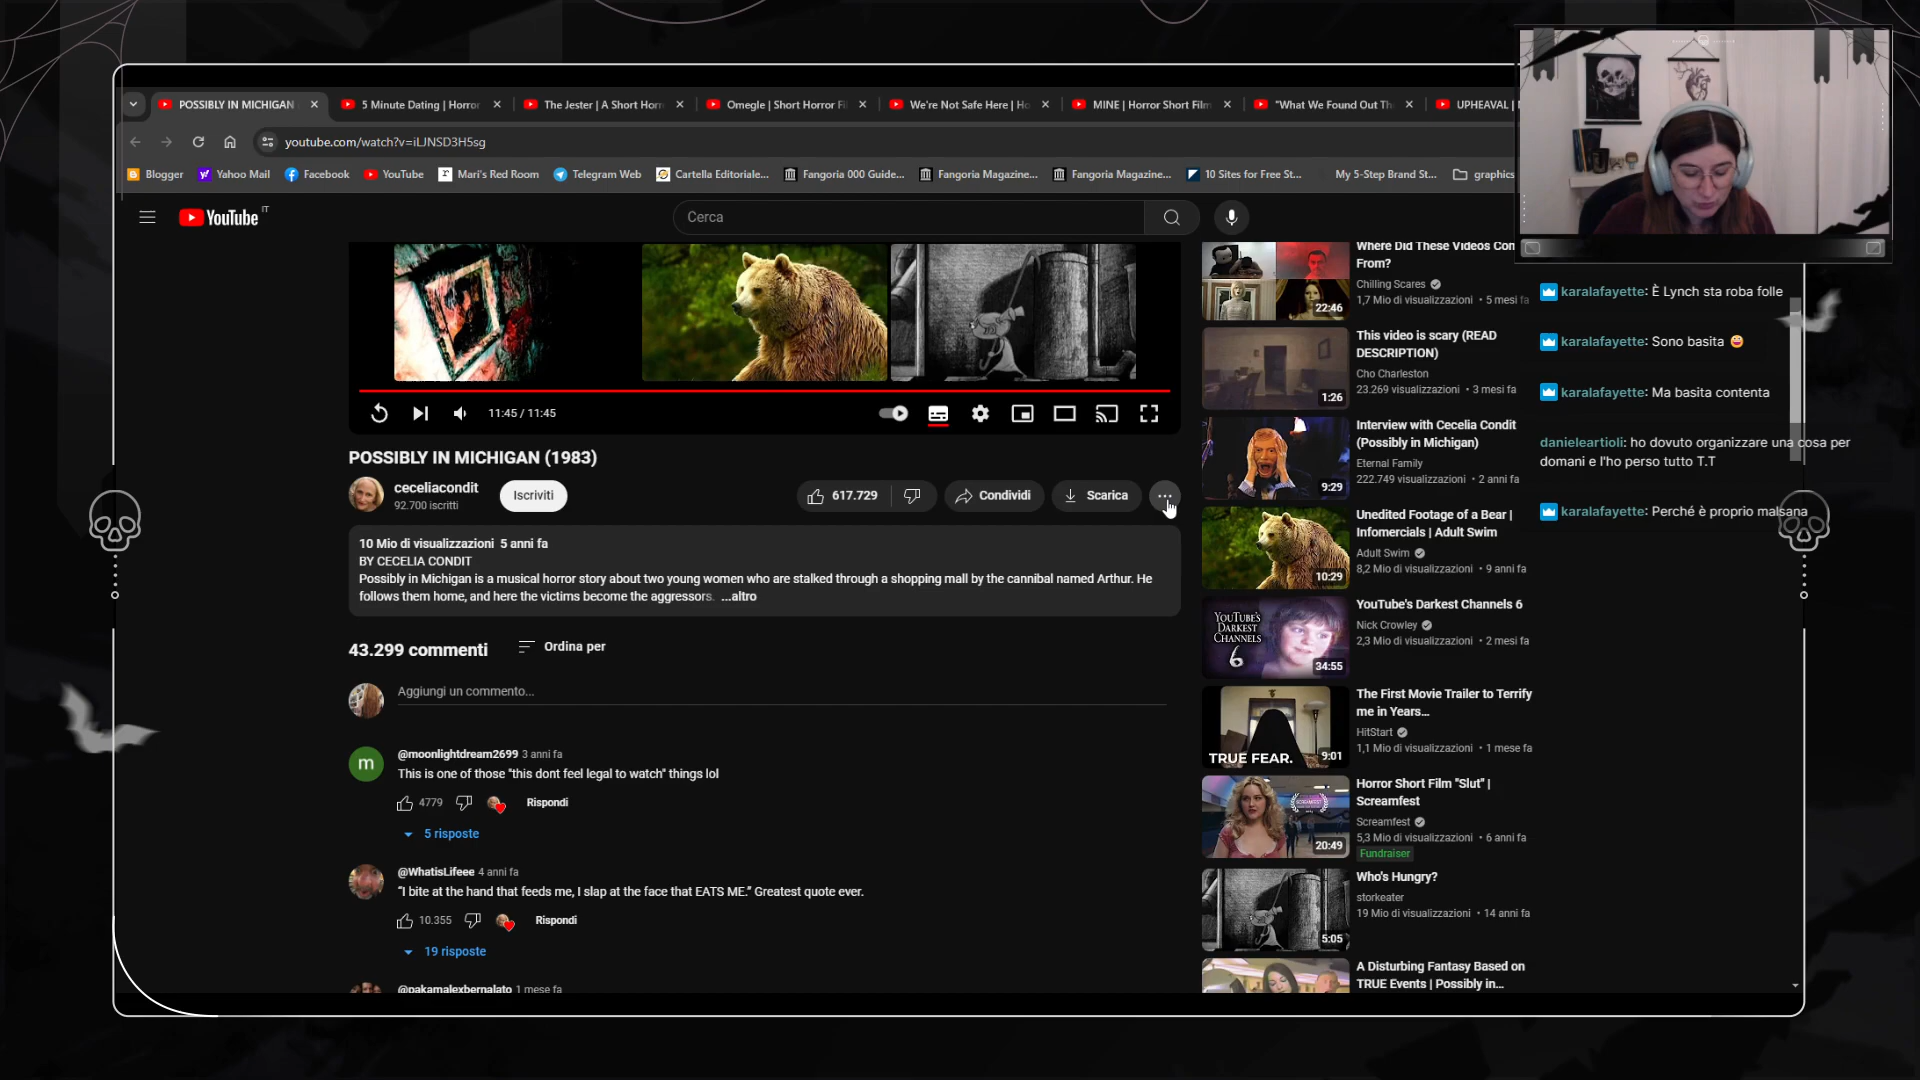 POSSIBLY IN MICHIGAN
5 Minute Dating | Horror
The Jester | A Short Horr
Omegle | Short Horror Fi
We're Not Safe Here | Ho
MINE | Horror Short Film
"What We Found Out Th
UPHEAVAL |
youtube.com/watch?v=iLJNSD3H5sg
Blogger
Yahoo Mail
Facebook
YouTube
Mari's Red Room
Telegram Web
Cartella Editoriale...
Fangoria 000 Guide...
Fangoria Magazine...
Fangoria Magazine...
10 Sites for Free St...
My 5-Step Brand St...
graphics
YouTube IT
Cerca
11:45 / 11:45
POSSIBLY IN MICHIGAN (1983)
ceceliacondit
92.700 iscritti
Iscriviti
617.729
Condividi
Scarica
10 Mio di visualizzazioni 5 anni fa
BY CECELIA CONDIT
Possibly in Michigan is a musical horror story about two young women who are stalked through a shopping mall by the cannibal named Arthur. He
follows them home, and here the victims become the aggressors. ...altro
43.299 commenti
Ordina per
Aggiungi un commento...
m
@moonlightdream2699 3 anni fa
This is one of those "this dont feel legal to watch" things lol
4779
Rispondi
5 risposte
@WhatisLifeee 4 anni fa
"I bite at the hand that feeds me, I slap at the face that EATS ME." Greatest quote ever.
10.355
Rispondi
19 risposte
@pakamalexbernalato 1 mese fa
Where Did These Videos Com
From?
Chilling Scares
1,7 Mio di visualizzazioni • 5 mesi fa
22:46
This video is scary (READ
DESCRIPTION)
Cho Charleston
23.269 visualizzazioni • 3 mesi fa
1:26
Interview with Cecelia Condit
(Possibly in Michigan)
Eternal Family
222.749 visualizzazioni • 2 anni fa
9:29
Unedited Footage of a Bear |
Infomercials | Adult Swim
Adult Swim
8,2 Mio di visualizzazioni • 9 anni fa
10:29
YouTube's Darkest Channels 6
Nick Crowley
2,3 Mio di visualizzazioni • 2 mesi fa
YOUTUBE'S
DARKEST
CHANNELS
6
34:55
The First Movie Trailer to Terrify
me in Years...
HitStart
1,1 Mio di visualizzazioni • 1 mese fa
TRUE FEAR.
9:01
Horror Short Film "Slut" |
Screamfest
Screamfest
5,3 Mio di visualizzazioni • 6 anni fa
Fundraiser
20:49
Who's Hungry?
storkeater
19 Mio di visualizzazioni • 14 anni fa
5:05
A Disturbing Fantasy Based on
TRUE Events | Possibly in...
karalafayette: È Lynch sta roba folle
karalafayette: Sono basita
karalafayette: Ma basita contenta
danieleartioli: ho dovuto organizzare una cosa per
domani e l'ho perso tutto T.T
karalafayette: Perché è proprio malsana